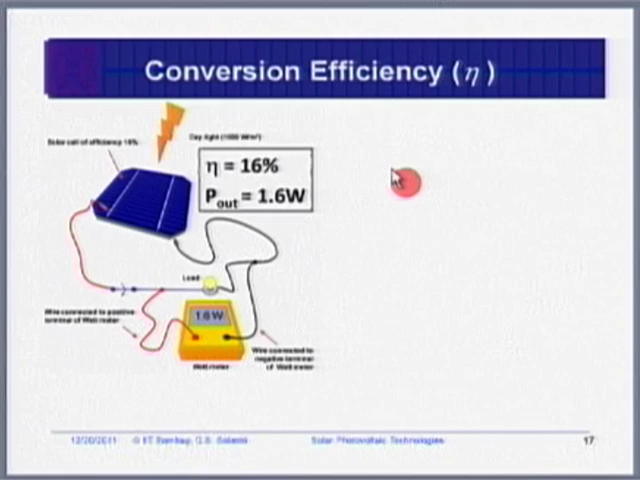 Conversion Efficiency (η)
Solar cell of efficiency 16%
Day light (1000 W/m²)
η = 16%
Pout = 1.6W
Load
Wire connected to positive
terminal of Watt meter
1.6 W
Wire connected to
negative terminal
of Watt meter
Watt meter
12/20/2011 © IIT Bombay, C.S. Solanki Solar Photovoltaic Technologies 17